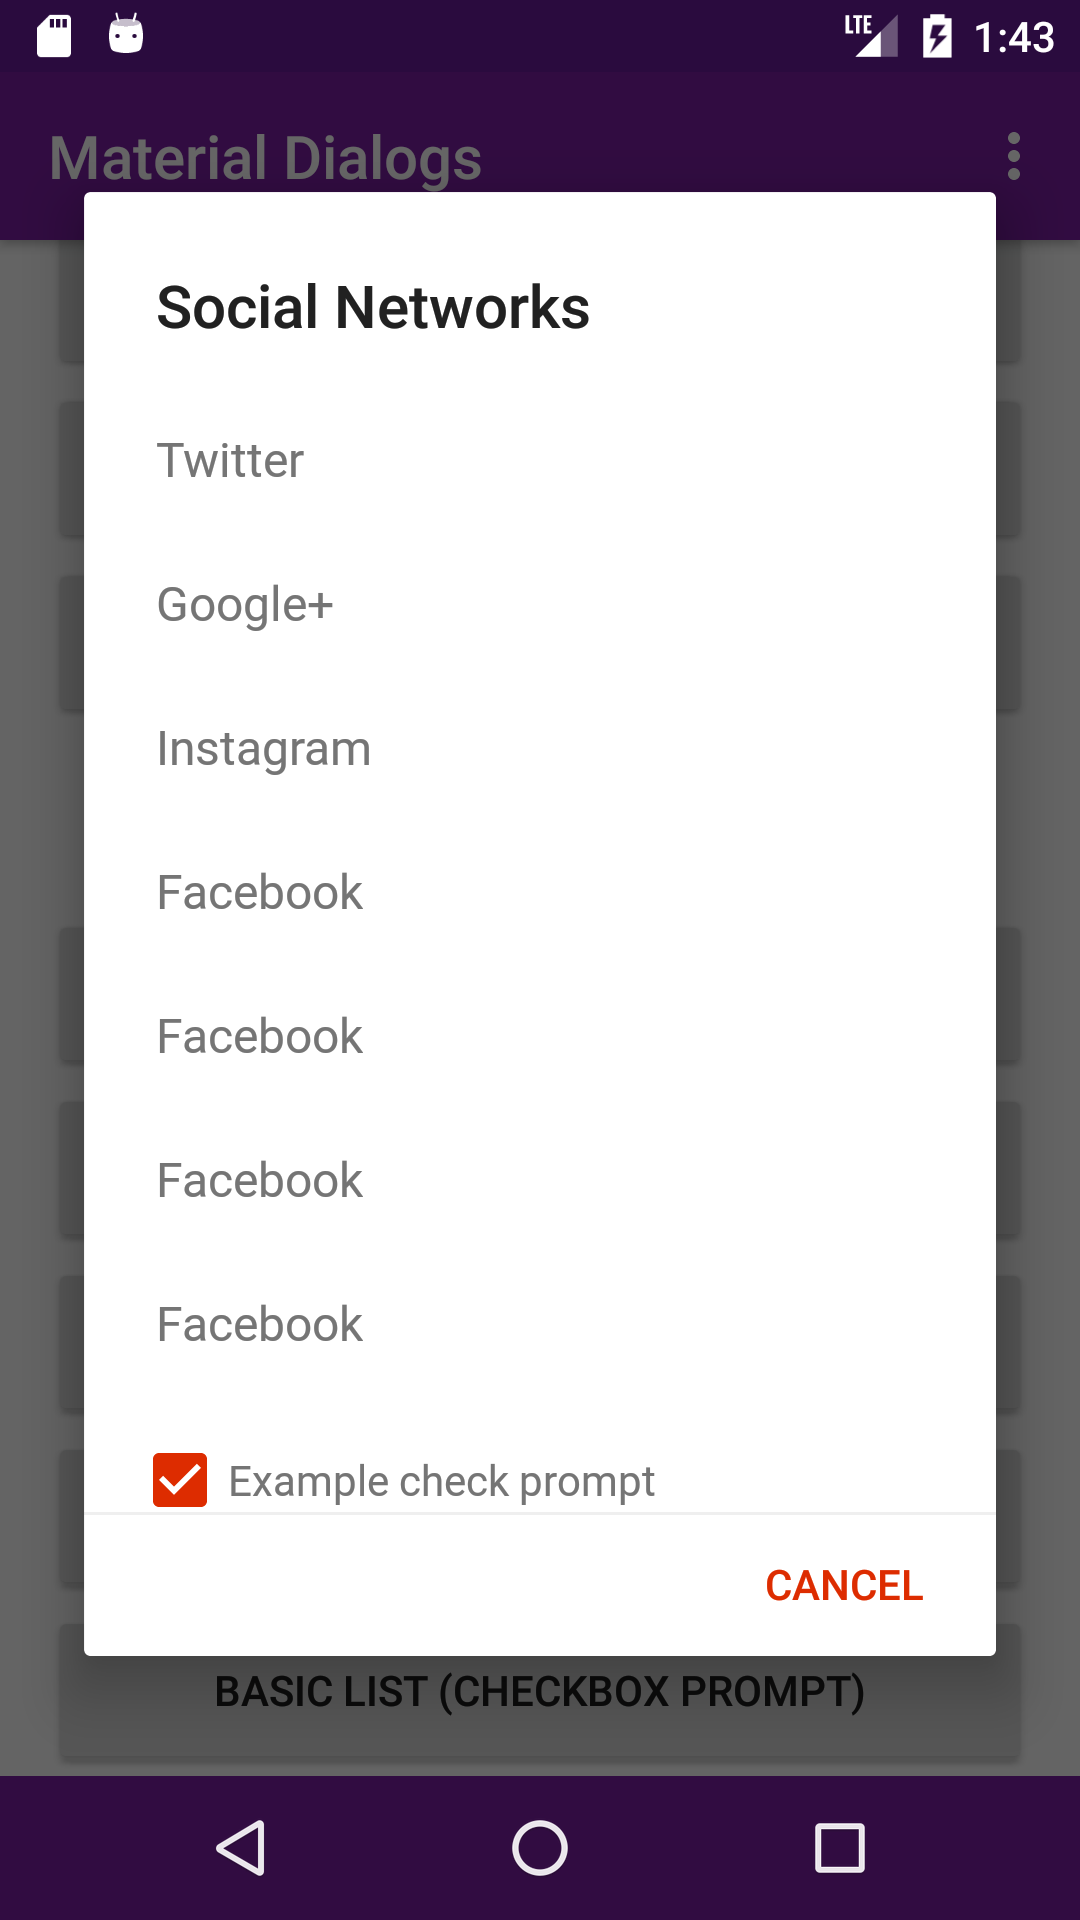 LTE 1:43
Material Dialogs
Social Networks
Twitter
Google+
Instagram
Facebook
Facebook
Facebook
Facebook
Example check prompt
CANCEL
BASIC LIST (CHECKBOX PROMPT)